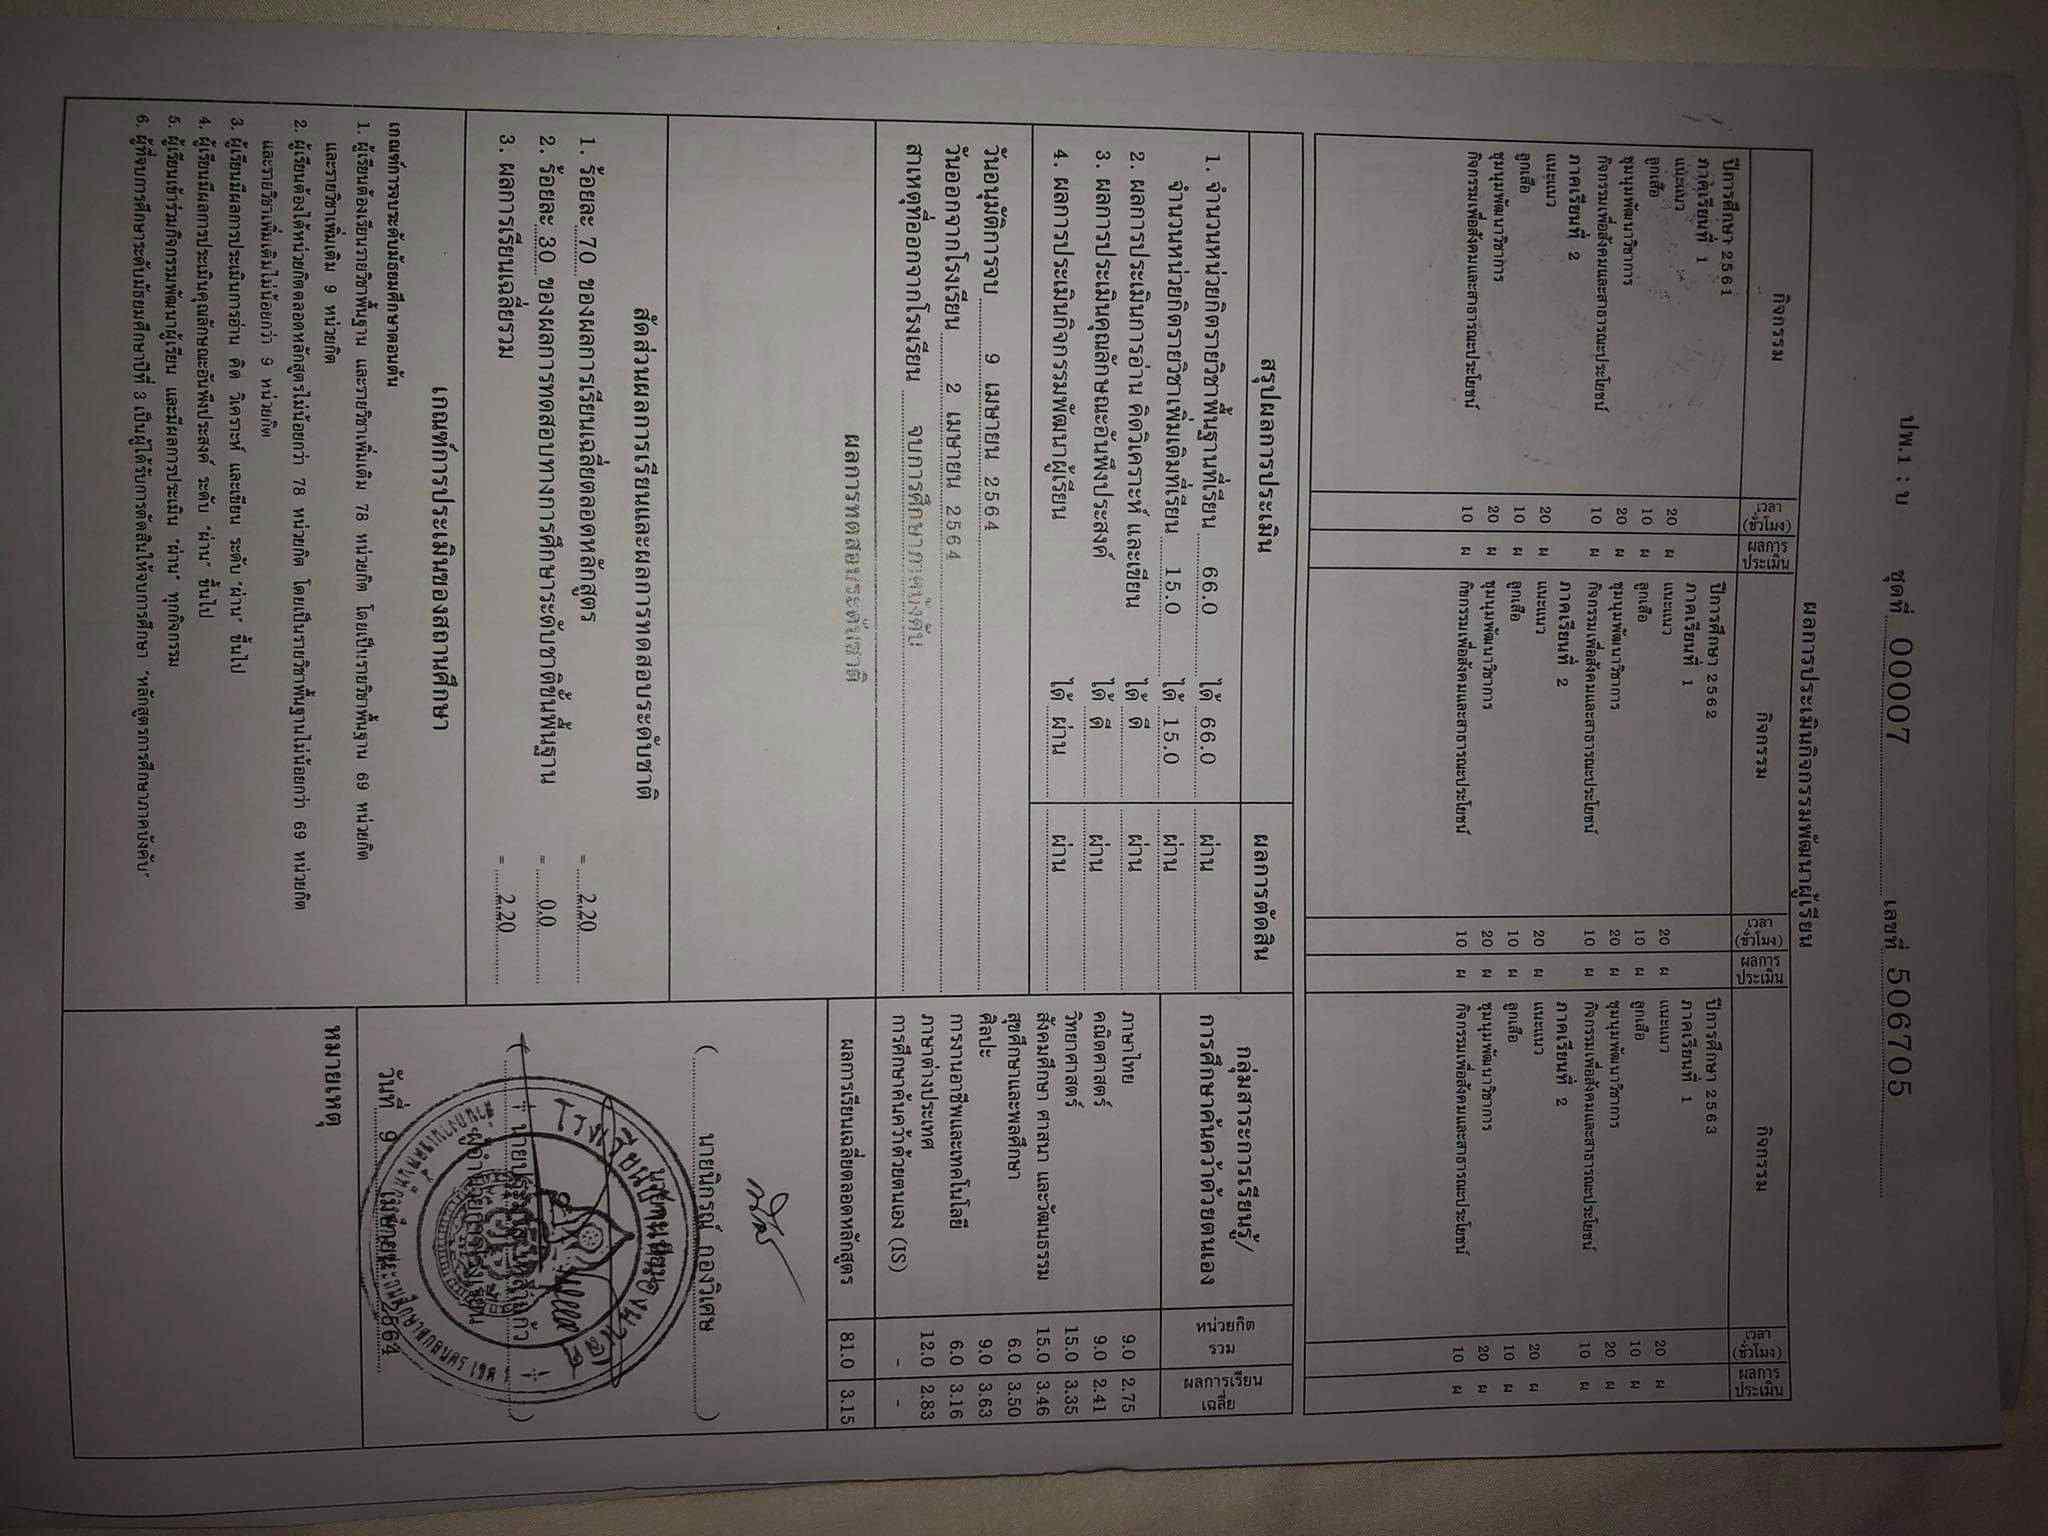 ปพ.1 : บ ชุดที่ 00007 เลขที่ 506705
ผลการประเมินกิจกรรมพัฒนาผู้เรียน
กิจกรรม เวลา (ชั่วโมง) ผลการประเมิน กิจกรรม เวลา (ชั่วโมง) ผลการประเมิน กิจกรรม เวลา (ชั่วโมง) ผลการประเมิน
ปีการศึกษา 2561 ปีการศึกษา 2562 ปีการศึกษา 2563
ภาคเรียนที่ 1 ภาคเรียนที่ 1 ภาคเรียนที่ 1
แนะแนว 20 ผ แนะแนว 20 ผ แนะแนว 20 ผ
ลูกเสือ 10 ผ ลูกเสือ 10 ผ ลูกเสือ 10 ผ
ชุมนุมพัฒนาวิชาการ 20 ผ ชุมนุมพัฒนาวิชาการ 20 ผ ชุมนุมพัฒนาวิชาการ 20 ผ
กิจกรรมเพื่อสังคมและสาธารณะประโยชน์ 10 ผ กิจกรรมเพื่อสังคมและสาธารณะประโยชน์ 10 ผ กิจกรรมเพื่อสังคมและสาธารณะประโยชน์ 10 ผ
ภาคเรียนที่ 2 ภาคเรียนที่ 2 ภาคเรียนที่ 2
แนะแนว 20 ผ แนะแนว 20 ผ แนะแนว 20 ผ
ลูกเสือ 10 ผ ลูกเสือ 10 ผ ลูกเสือ 10 ผ
ชุมนุมพัฒนาวิชาการ 20 ผ ชุมนุมพัฒนาวิชาการ 20 ผ ชุมนุมพัฒนาวิชาการ 20 ผ
กิจกรรมเพื่อสังคมและสาธารณะประโยชน์ 10 ผ กิจกรรมเพื่อสังคมและสาธารณะประโยชน์ 10 ผ กิจกรรมเพื่อสังคมและสาธารณะประโยชน์ 10 ผ
สรุปผลการประเมิน ผลการตัดสิน
1. จำนวนหน่วยกิตรายวิชาพื้นฐานที่เรียน 66.0 ได้ 66.0 ผ่าน
จำนวนหน่วยกิตรายวิชาเพิ่มเติมที่เรียน 15.0 ได้ 15.0 ผ่าน
2. ผลการประเมินการอ่าน คิดวิเคราะห์ และเขียน ได้ ดี ผ่าน
3. ผลการประเมินคุณลักษณะอันพึงประสงค์ ได้ ดี ผ่าน
4. ผลการประเมินกิจกรรมพัฒนาผู้เรียน ได้ ผ่าน ผ่าน
วันอนุมัติการจบ 9 เมษายน 2564
วันออกจากโรงเรียน 2 เมษายน 2564
สาเหตุที่ออกจากโรงเรียน จบการศึกษาภาคบังคับ
ผลการทดสอบระดับชาติ
สัดส่วนผลการเรียนและผลการทดสอบระดับชาติ
1. ร้อยละ 70 ของผลการเรียนเฉลี่ยตลอดหลักสูตร = 2.20
2. ร้อยละ 30 ของผลการทดสอบทางการศึกษาระดับชาติขั้นพื้นฐาน = 0.0
3. ผลการเรียนเฉลี่ยรวม = 2.20
เกณฑ์การประเมินของสถานศึกษา
เกณฑ์การจบระดับมัธยมศึกษาตอนต้น
1. ผู้เรียนต้องเรียนรายวิชาพื้นฐาน และรายวิชาเพิ่มเติม 78 หน่วยกิต โดยเป็นรายวิชาพื้นฐาน 69 หน่วยกิต
และรายวิชาเพิ่มเติม 9 หน่วยกิต
2. ผู้เรียนต้องได้หน่วยกิตตลอดหลักสูตรไม่น้อยกว่า 78 หน่วยกิต โดยเป็นรายวิชาพื้นฐานไม่น้อยกว่า 69 หน่วยกิต
และรายวิชาเพิ่มเติมไม่น้อยกว่า 9 หน่วยกิต
3. ผู้เรียนมีผลการประเมินการอ่าน คิด วิเคราะห์ และเขียน ระดับ "ผ่าน" ขึ้นไป
4. ผู้เรียนมีผลการประเมินคุณลักษณะอันพึงประสงค์ ระดับ "ผ่าน" ขึ้นไป
5. ผู้เรียนเข้าร่วมกิจกรรมพัฒนาผู้เรียน และมีผลการประเมิน "ผ่าน" ทุกกิจกรรม
6. ผู้ที่จบการศึกษาระดับมัธยมศึกษาปีที่ 3 เป็นผู้ได้รับการตัดสินให้จบการศึกษา "หลักสูตรการศึกษาภาคบังคับ"
กลุ่มสาระการเรียนรู้/ หน่วยกิต ผลการเรียน
การศึกษาค้นคว้าด้วยตนเอง รวม เฉลี่ย
ภาษาไทย 9.0 2.75
คณิตศาสตร์ 9.0 2.41
วิทยาศาสตร์ 15.0 3.35
สังคมศึกษา ศาสนา และวัฒนธรรม 15.0 3.46
สุขศึกษาและพลศึกษา 6.0 3.50
ศิลปะ 9.0 3.63
การงานอาชีพและเทคโนโลยี 6.0 3.16
ภาษาต่างประเทศ 12.0 2.83
การศึกษาค้นคว้าด้วยตนเอง (IS) - -
ผลการเรียนเฉลี่ยตลอดหลักสูตร 81.0 3.15
( นายนิกรณ์ กองวิเศษ )
วันที่ 9 เมษายน 2564
หมายเหตุ